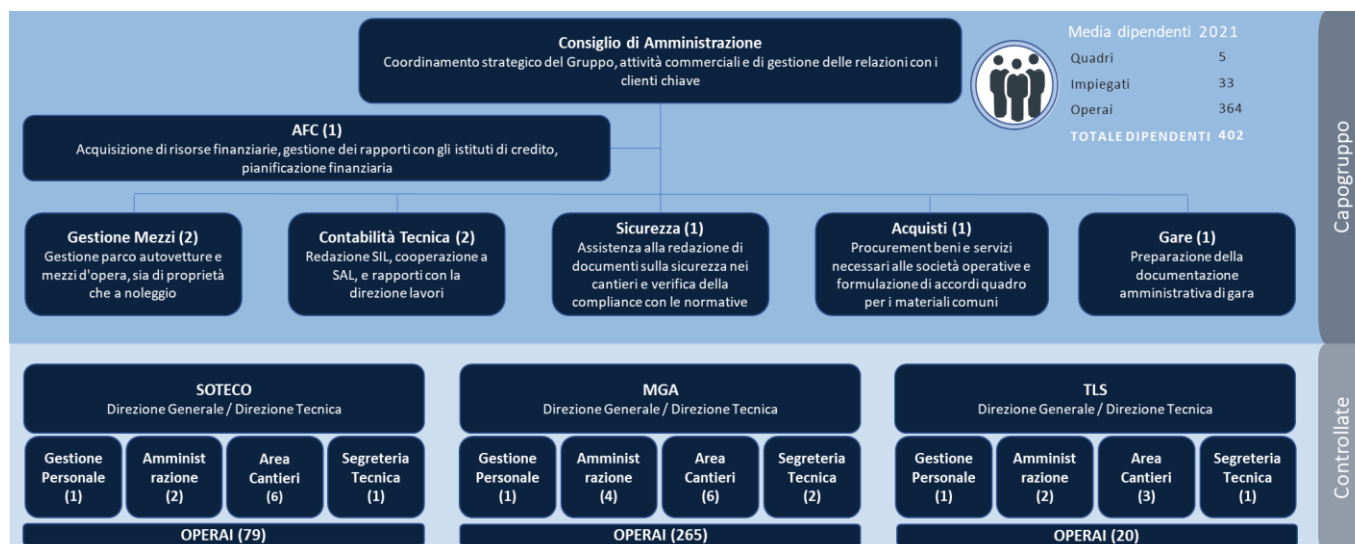 Consiglio di Amministrazione
Coordinamento strategico del Gruppo, attività commerciali e di gestione delle relazioni con i
clienti chiave
Media dipendenti 2021
Quadri 5
Impiegati 33
Operai 364
TOTALE DIPENDENTI 402
AFC (1)
Acquisizione di risorse finanziarie, gestione dei rapporti con gli istituti di credito,
pianificazione finanziaria
Gestione Mezzi (2)
Gestione parco autovetture e
mezzi d'opera, sia di proprietà
che a noleggio
Contabilità Tecnica (2)
Redazione SIL, cooperazione a
SAL, e rapporti con la
direzione lavori
Sicurezza (1)
Assistenza alla redazione di
documenti sulla sicurezza nei
cantieri e verifica della
compliance con le normative
Acquisti (1)
Procurement beni e servizi
necessari alle società operative e
formulazione di accordi quadro
per i materiali comuni
Gare (1)
Preparazione della
documentazione
amministrativa di gara
Capogruppo
SOTECO
Direzione Generale / Direzione Tecnica
Gestione
Personale
(1)
Amminist
razione
(2)
Area
Cantieri
(6)
Segreteria
Tecnica
(1)
OPERAI (79)
MGA
Direzione Generale / Direzione Tecnica
Gestione
Personale
(1)
Amminist
razione
(4)
Area
Cantieri
(6)
Segreteria
Tecnica
(2)
OPERAI (265)
TLS
Direzione Generale / Direzione Tecnica
Gestione
Personale
(1)
Amminist
razione
(2)
Area
Cantieri
(3)
Segreteria
Tecnica
(1)
OPERAI (20)
Controllate